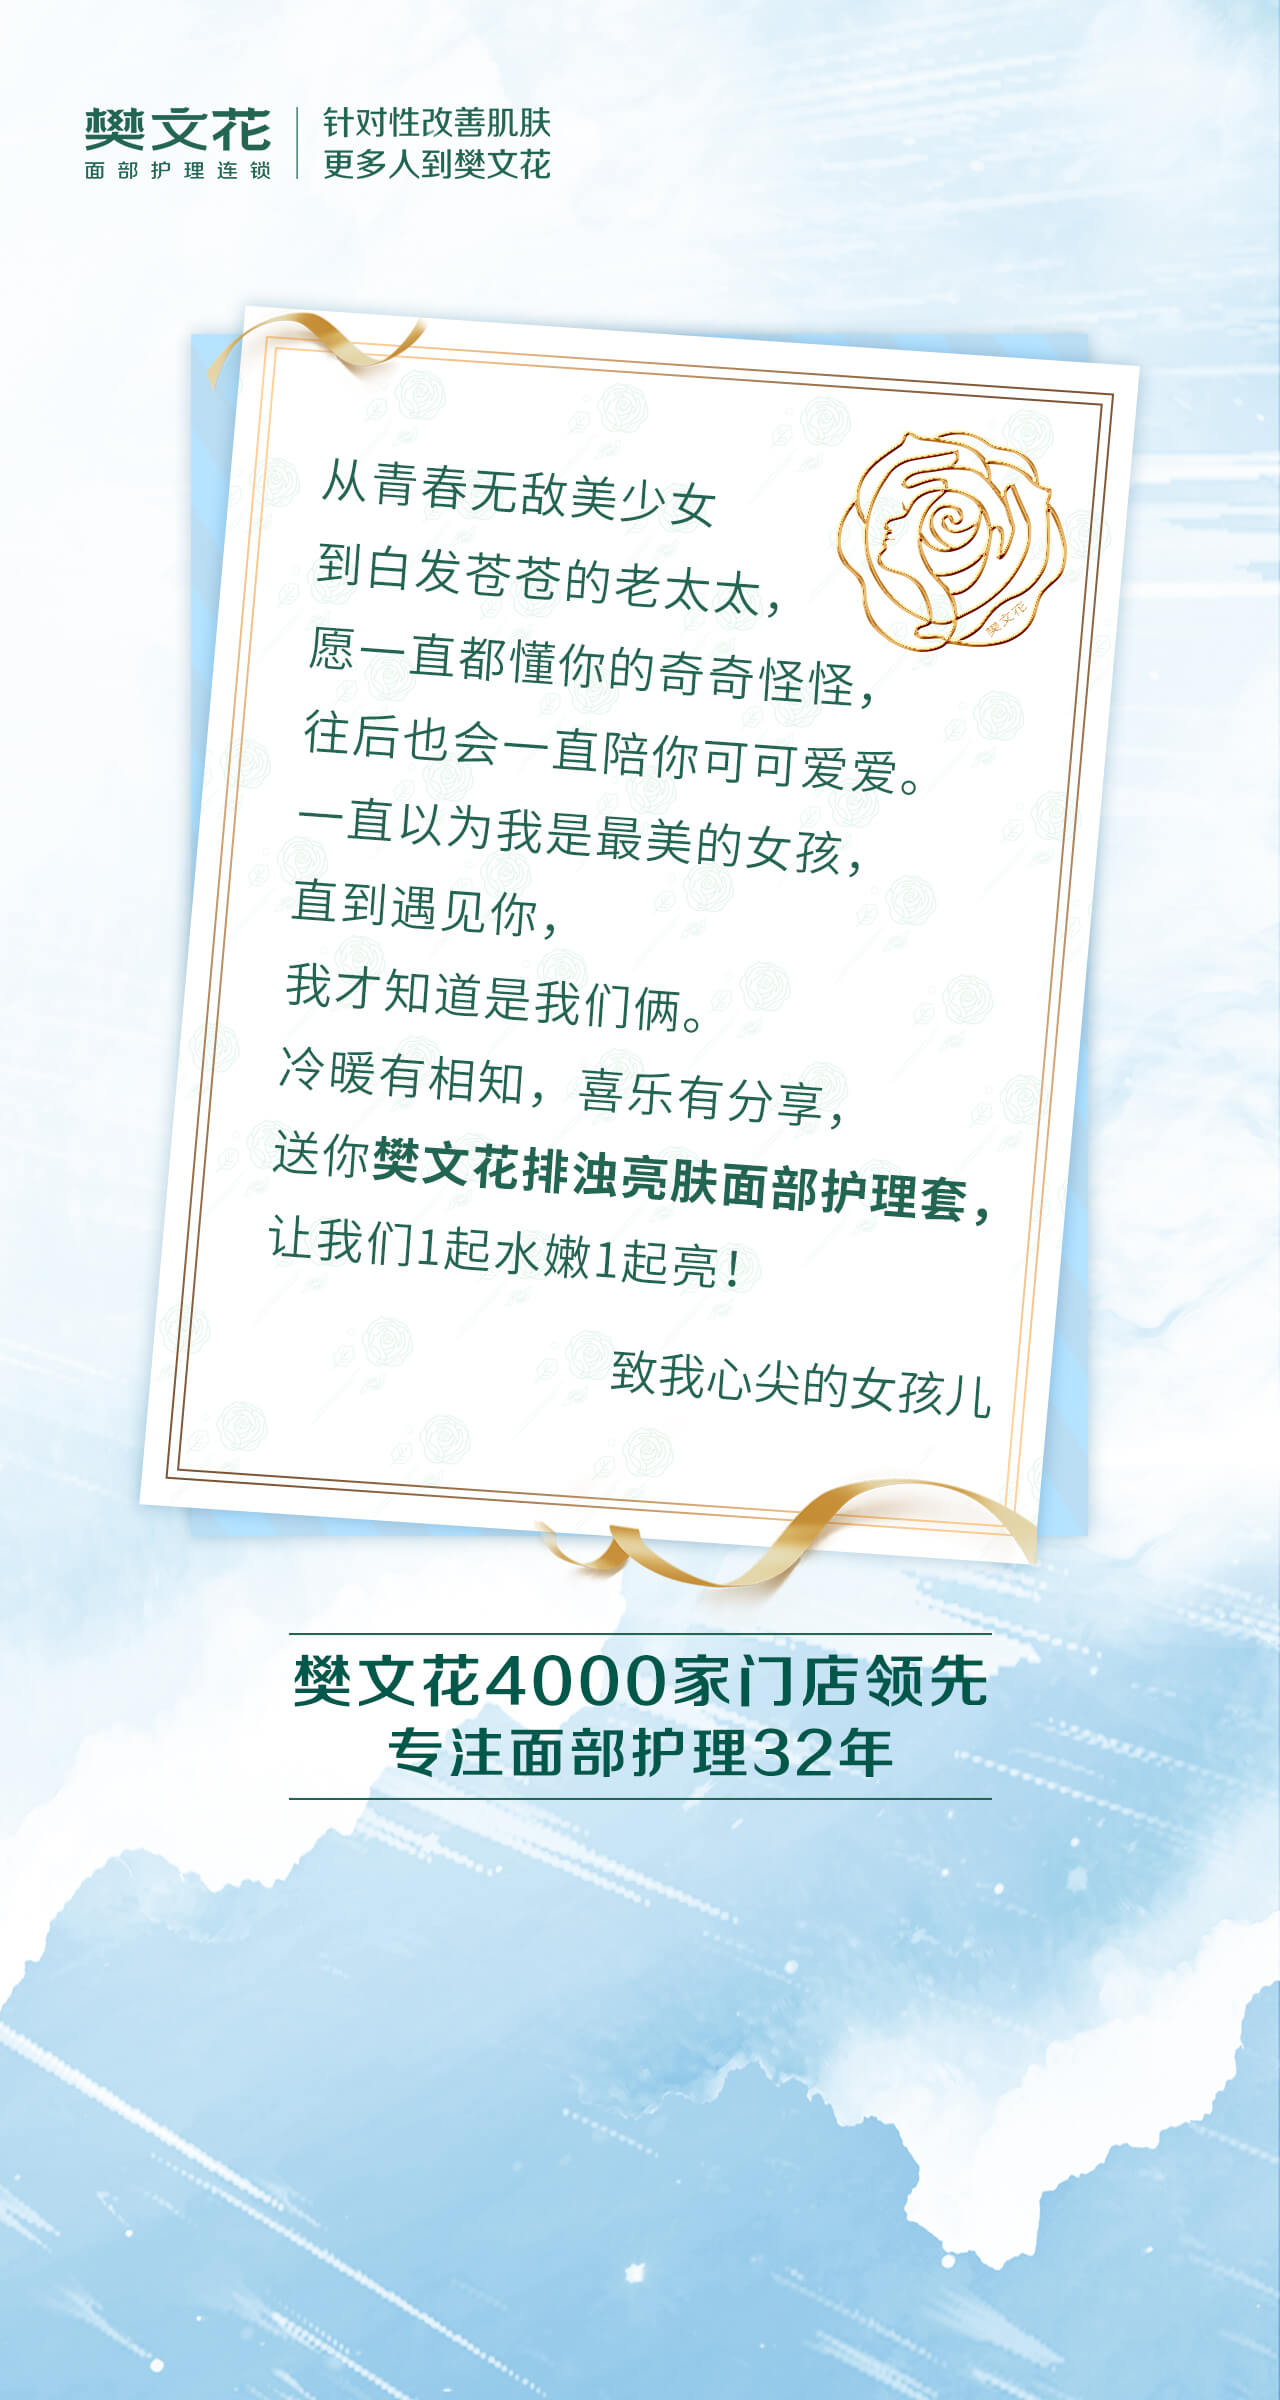 樊文花
面部护理连锁
针对性改善肌肤
更多人到樊文花
从青春无敌美少女
到白发苍苍的老太太，
愿一直都懂你的奇奇怪怪，
往后也会一直陪你可可爱爱。
一直以为我是最美的女孩，
直到遇见你，
我才知道是我们俩。
冷暖有相知，喜乐有分享，
送你樊文花排浊亮肤面部护理套，
让我们1起水嫩1起亮！
致我心尖的女孩儿
樊文花
樊文花4000家门店领先
专注面部护理32年